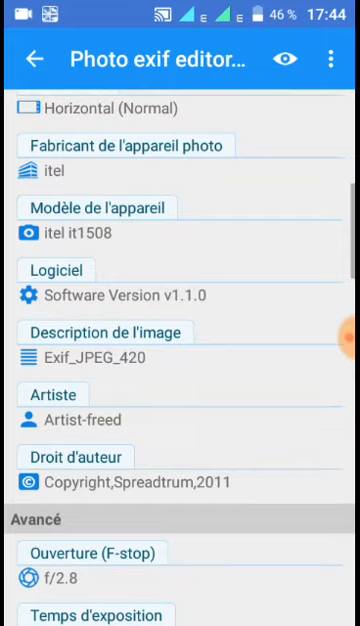 E E 46 % 17:44
Photo exif editor...
Horizontal (Normal)
Fabricant de l'appareil photo
itel
Modèle de l'appareil
itel it1508
Logiciel
Software Version v1.1.0
Description de l'image
Exif_JPEG_420
Artiste
Artist-freed
Droit d'auteur
Copyright,Spreadtrum,2011
Avancé
Ouverture (F-stop)
f/2.8
Temps d'exposition